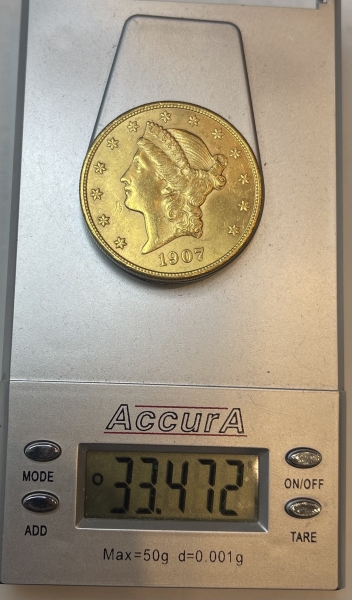 1907
AccurA
33.472
MODE
ON/OFF
ADD
TARE
Max=50g d=0.001g